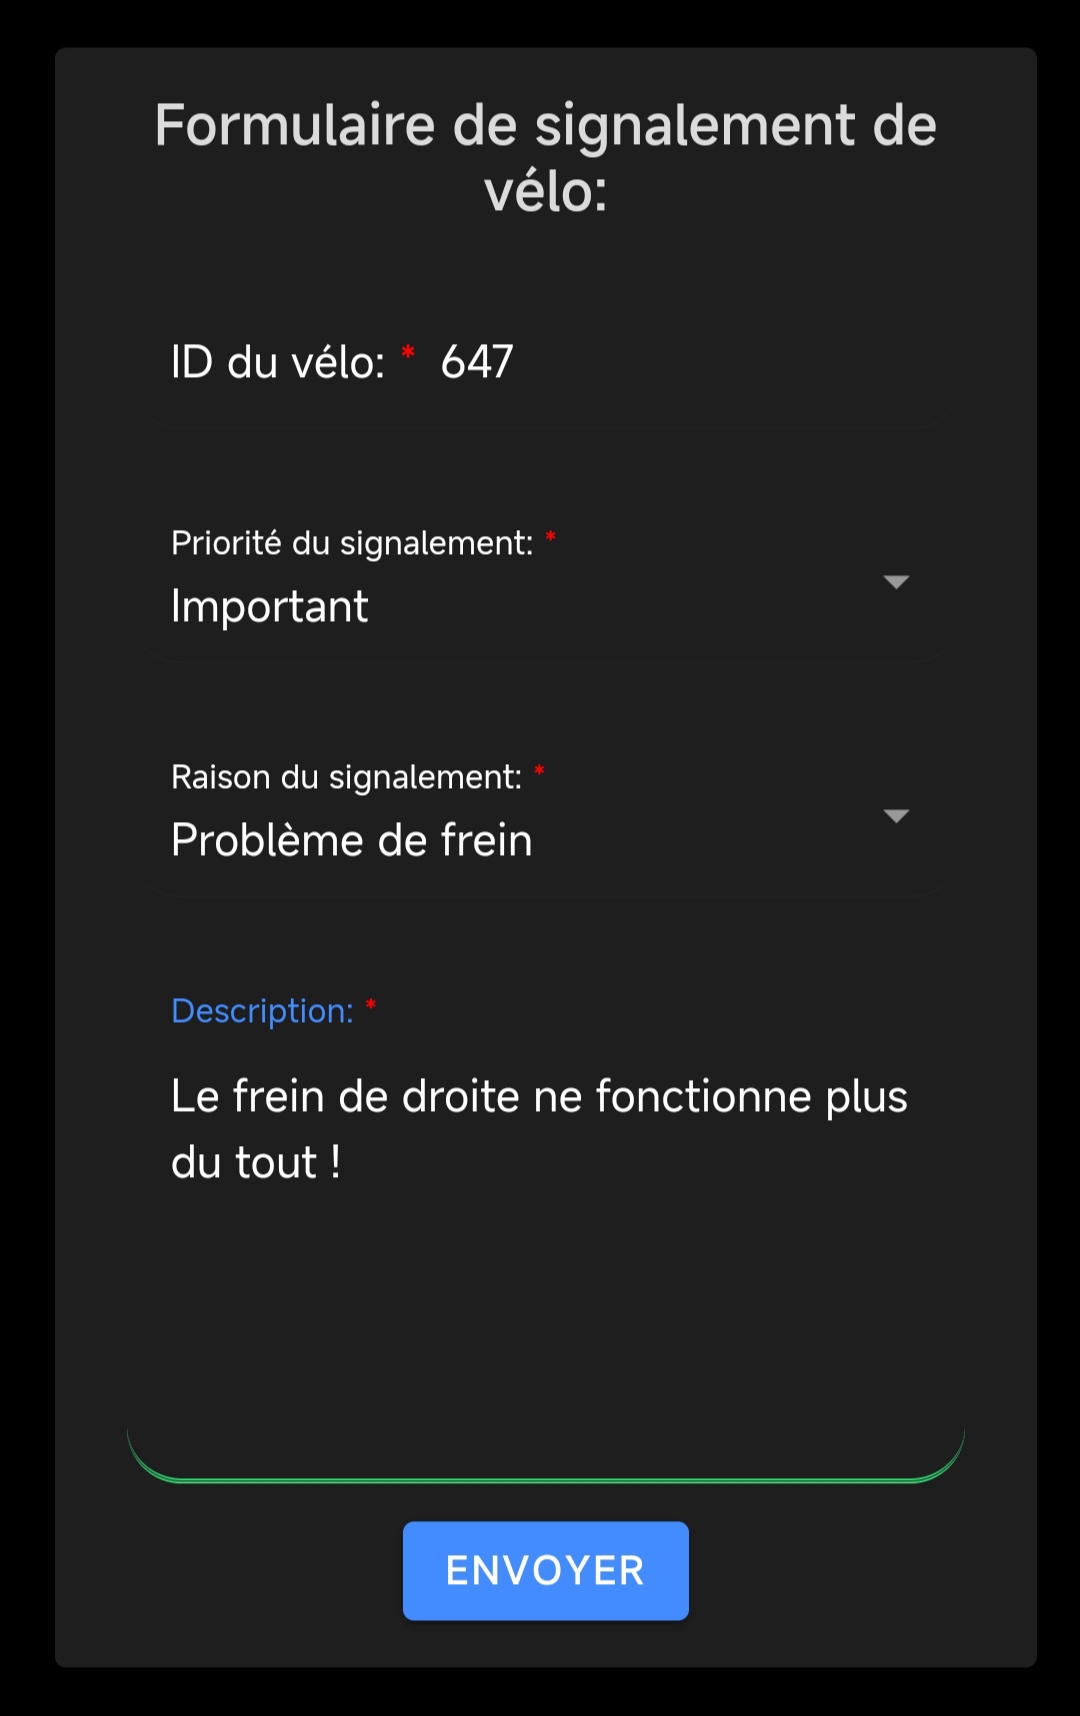 Formulaire de signalement de
vélo:
ID du vélo: * 647
Priorité du signalement: *
Important
Raison du signalement: *
Problème de frein
Description: *
Le frein de droite ne fonctionne plus
du tout !
ENVOYER